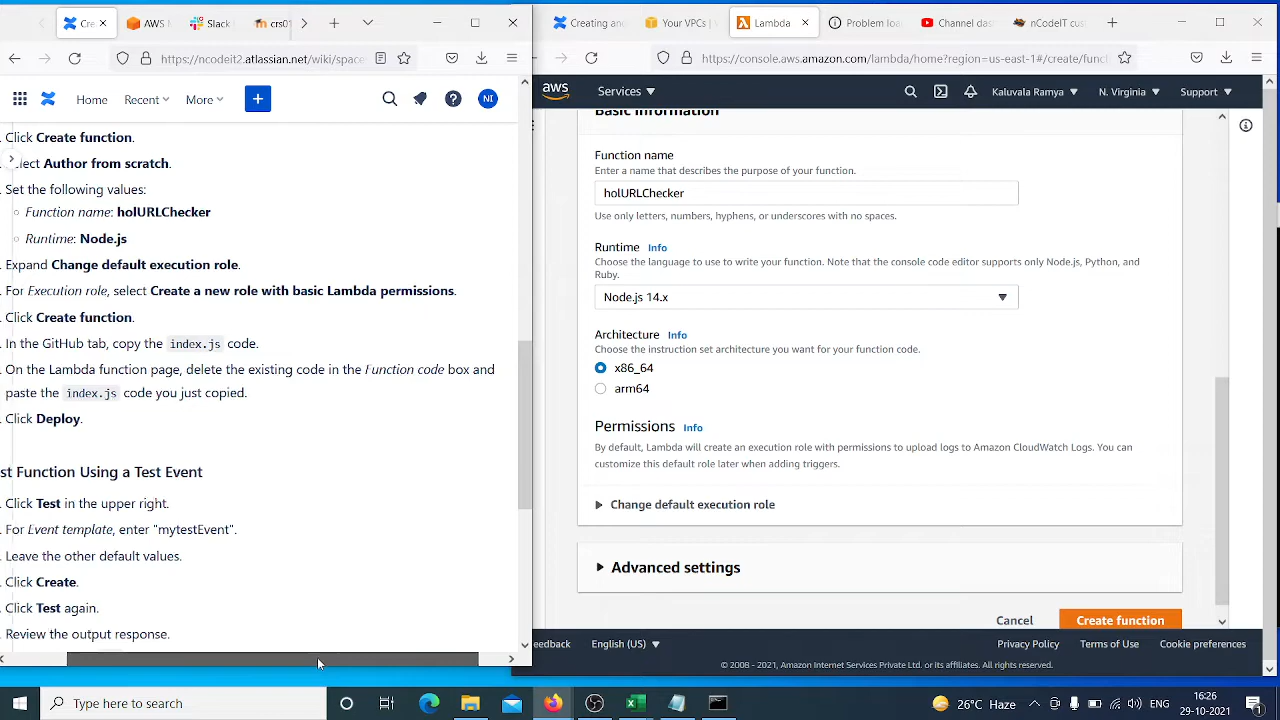 Cre
AWS M
Slack
crs01
https://ncodeit2.atlassian.net/wiki/space
Home
Recent
More
NI
Click Create function.
lect Author from scratch.
Set the following values:
Function name: holURLChecker
Runtime: Node.js
Expand Change default execution role.
For Execution role, select Create a new role with basic Lambda permissions.
Click Create function.
In the GitHub tab, copy the index.js code.
On the Lambda function page, delete the existing code in the Function code box and
paste the index.js code you just copied.
Click Deploy.
st Function Using a Test Event
Click Test in the upper right.
For Event template, enter "mytestEvent".
Leave the other default values.
Click Create.
Click Test again.
Review the output response.
Creating and
Your VPCs |
Lambda
Problem loa
Channel das
nCodeIT cus
https://console.aws.amazon.com/lambda/home?region=us-east-1#/create/functi
aws
Services
Kaluvala Ramya
N. Virginia
Support
Basic information
Function name
Enter a name that describes the purpose of your function.
holURLChecker
Use only letters, numbers, hyphens, or underscores with no spaces.
Runtime Info
Choose the language to use to write your function. Note that the console code editor supports only Node.js, Python, and
Ruby.
Node.js 14.x
Architecture Info
Choose the instruction set architecture you want for your function code.
x86_64
arm64
Permissions Info
By default, Lambda will create an execution role with permissions to upload logs to Amazon CloudWatch Logs. You can
customize this default role later when adding triggers.
Change default execution role
Advanced settings
Cancel
Create function
eedback
English (US)
Privacy Policy
Terms of Use
Cookie preferences
© 2008 - 2021, Amazon Internet Services Private Ltd. or its affiliates. All rights reserved.
Type here to search
26°C Haze
16:26
29-10-2021